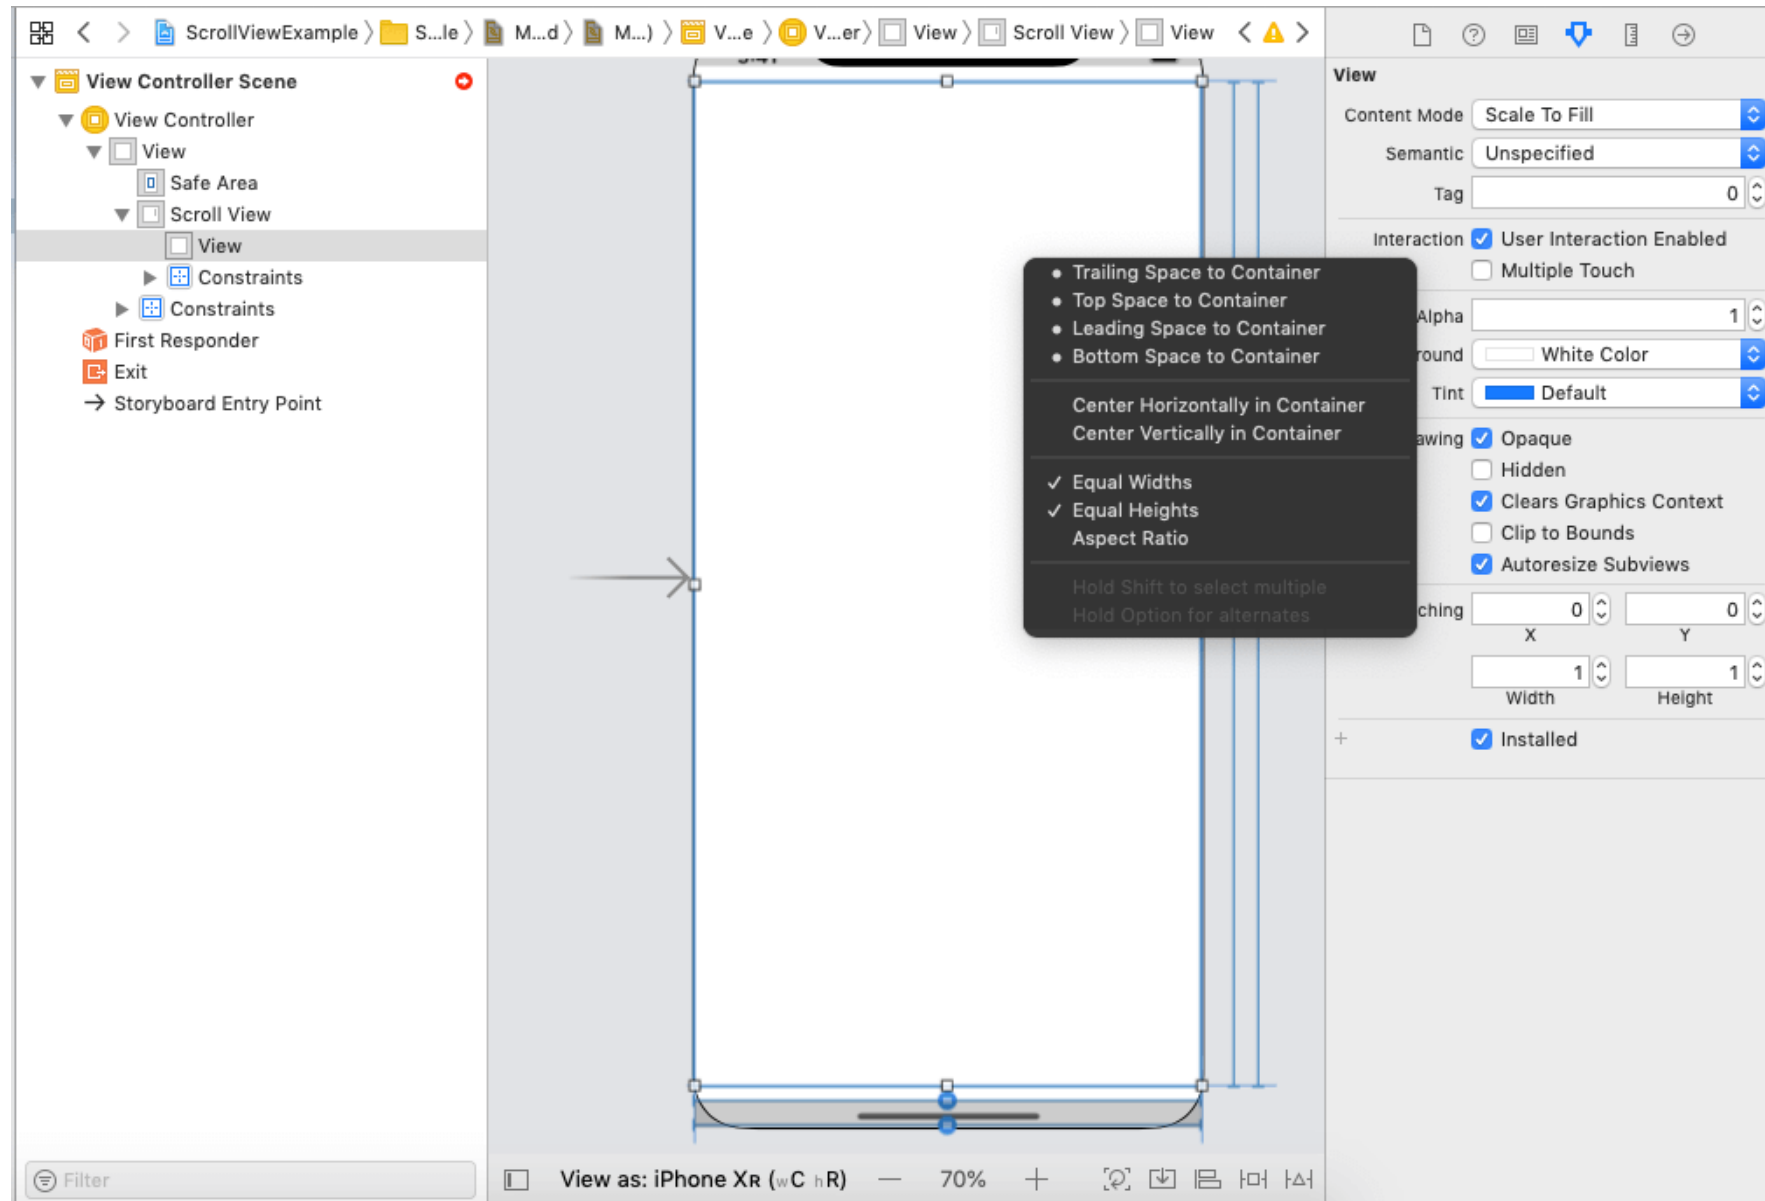 ScrollViewExample 〉 S...le 〉 M...d 〉 M...) 〉 V...e 〉 V...er 〉 View 〉 Scroll View 〉 View
View Controller Scene
View Controller
View
Safe Area
Scroll View
View
Constraints
Constraints
First Responder
Exit
Storyboard Entry Point
Filter
Trailing Space to Container
Top Space to Container
Leading Space to Container
Bottom Space to Container
Center Horizontally in Container
Center Vertically in Container
Equal Widths
Equal Heights
Aspect Ratio
Hold Shift to select multiple
Hold Option for alternates
View as: iPhone XR (wC hR) — 70% +
View
Content Mode Scale To Fill
Semantic Unspecified
Tag 0
Interaction User Interaction Enabled
Multiple Touch
Alpha 1
round White Color
Tint Default
awing Opaque
Hidden
Clears Graphics Context
Clip to Bounds
Autoresize Subviews
ching 0 0
X Y
1 1
Width Height
+ Installed